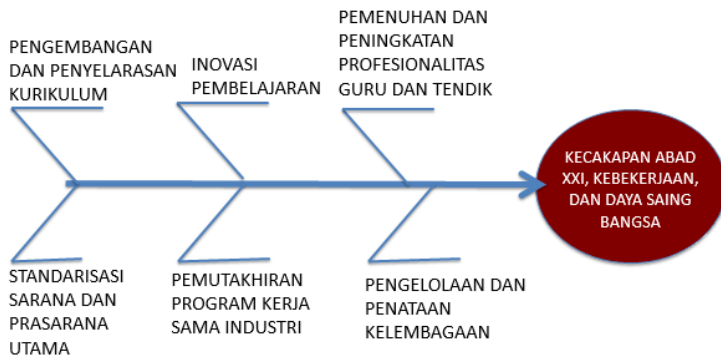 PENGEMBANGAN
DAN PENYELARASAN
KURIKULUM
INOVASI
PEMBELAJARAN
PEMENUHAN DAN
PENINGKATAN
PROFESIONALITAS
GURU DAN TENDIK
KECAKAPAN ABAD
XXI, KEBEKERJAAN,
DAN DAYA SAING
BANGSA
STANDARISASI
SARANA DAN
PRASARANA
UTAMA
PEMUTAKHIRAN
PROGRAM KERJA
SAMA INDUSTRI
PENGELOLAAN DAN
PENATAAN
KELEMBAGAAN